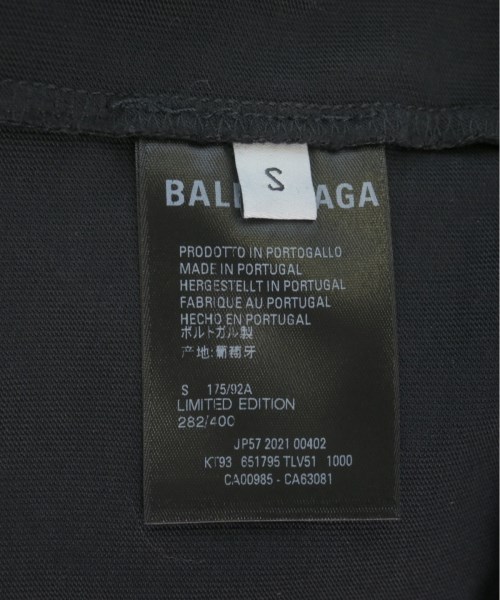 S
PRODOTTO IN PORTOGALLO
MADE IN PORTUGAL
HERGESTELLT IN PORTUGAL
FABRIQUE AU PORTUGAL
HECHO EN PORTUGAL
ポルトガル製
产地:葡萄牙
S 175/92A
LIMITED EDITION
282/400
JP57 2021 00402
KT93 651795 TLV51 1000
CA00985 - CA63081